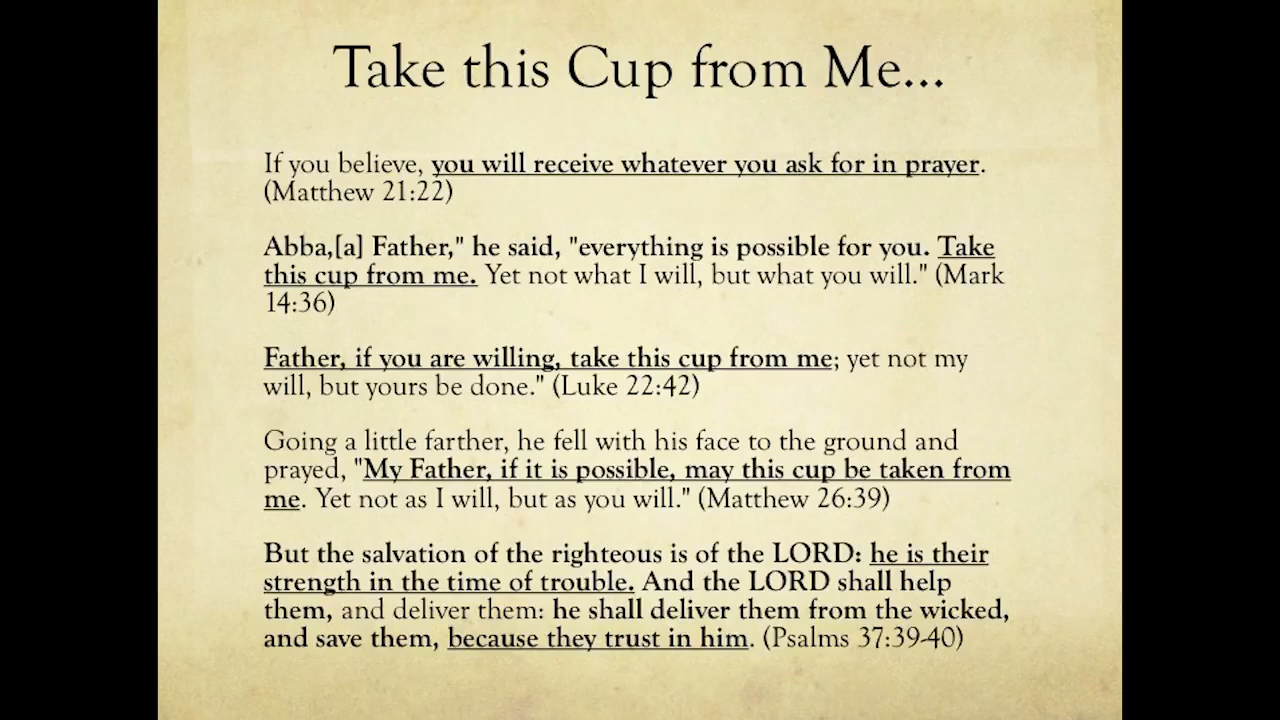 Take this Cup from Me...
If you believe, you will receive whatever you ask for in prayer.
(Matthew 21:22)
Abba,[a] Father," he said, "everything is possible for you. Take
this cup from me. Yet not what I will, but what you will." (Mark
14:36)
Father, if you are willing, take this cup from me; yet not my
will, but yours be done." (Luke 22:42)
Going a little farther, he fell with his face to the ground and
prayed, "My Father, if it is possible, may this cup be taken from
me. Yet not as I will, but as you will." (Matthew 26:39)
But the salvation of the righteous is of the LORD: he is their
strength in the time of trouble. And the LORD shall help
them, and deliver them: he shall deliver them from the wicked,
and save them, because they trust in him. (Psalms 37:39-40)